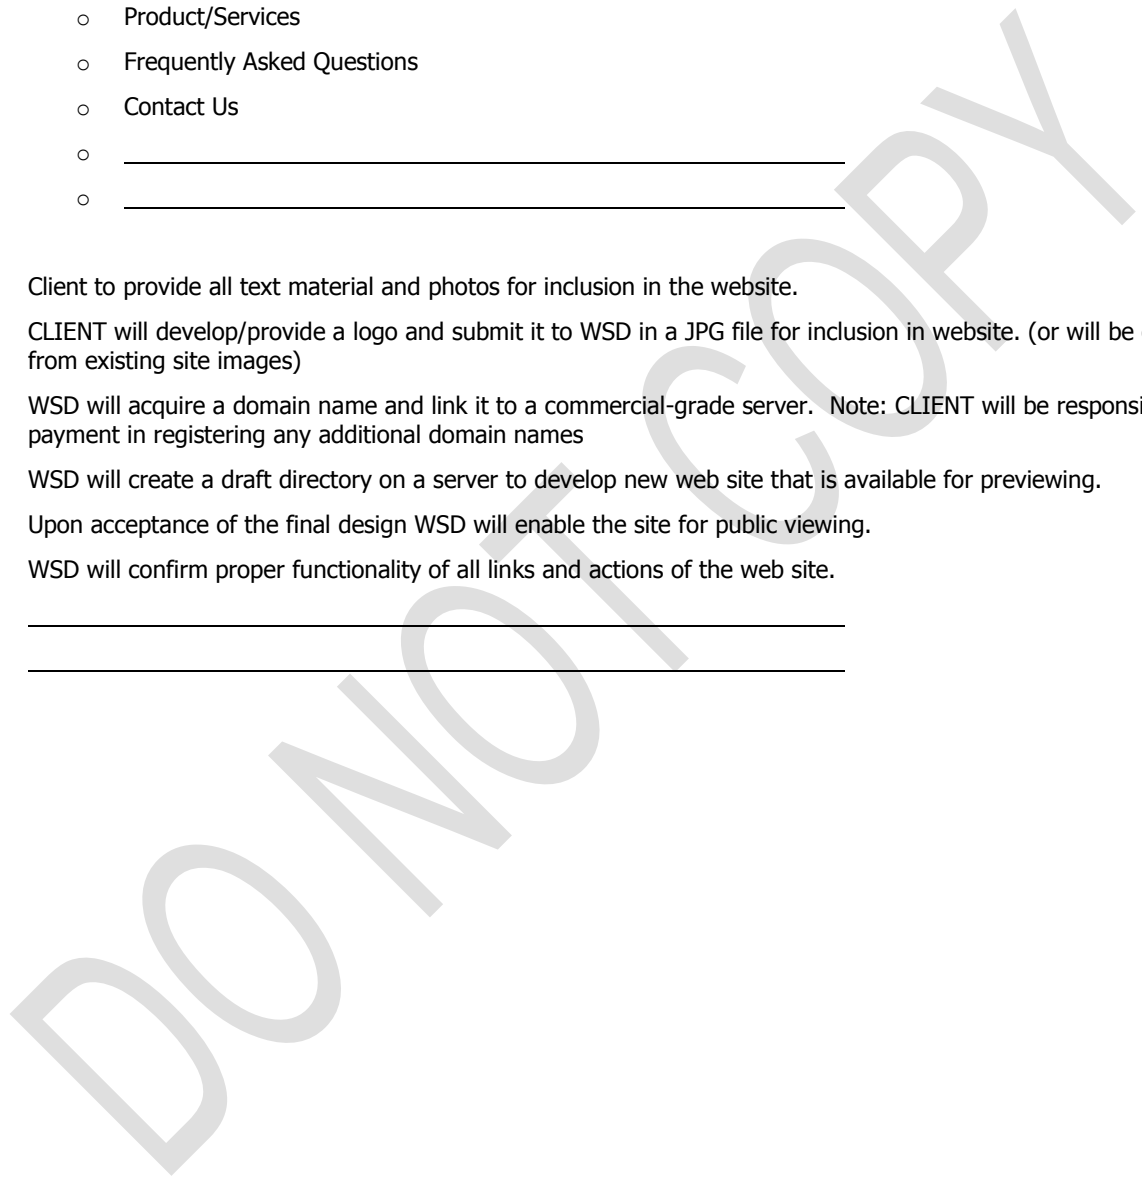 o Product/Services
o Frequently Asked Questions
o Contact Us
o
o
Client to provide all text material and photos for inclusion in the website.
CLIENT will develop/provide a logo and submit it to WSD in a JPG file for inclusion in website. (or will be
from existing site images)
WSD will acquire a domain name and link it to a commercial-grade server. Note: CLIENT will be
payment in registering any additional domain names
WSD will create a draft directory on a server to develop new web site that is available for previewing.
Upon acceptance of the final design WSD will enable the site for public viewing.
WSD will confirm proper functionality of all links and actions of the web site.
DO NOT COPY